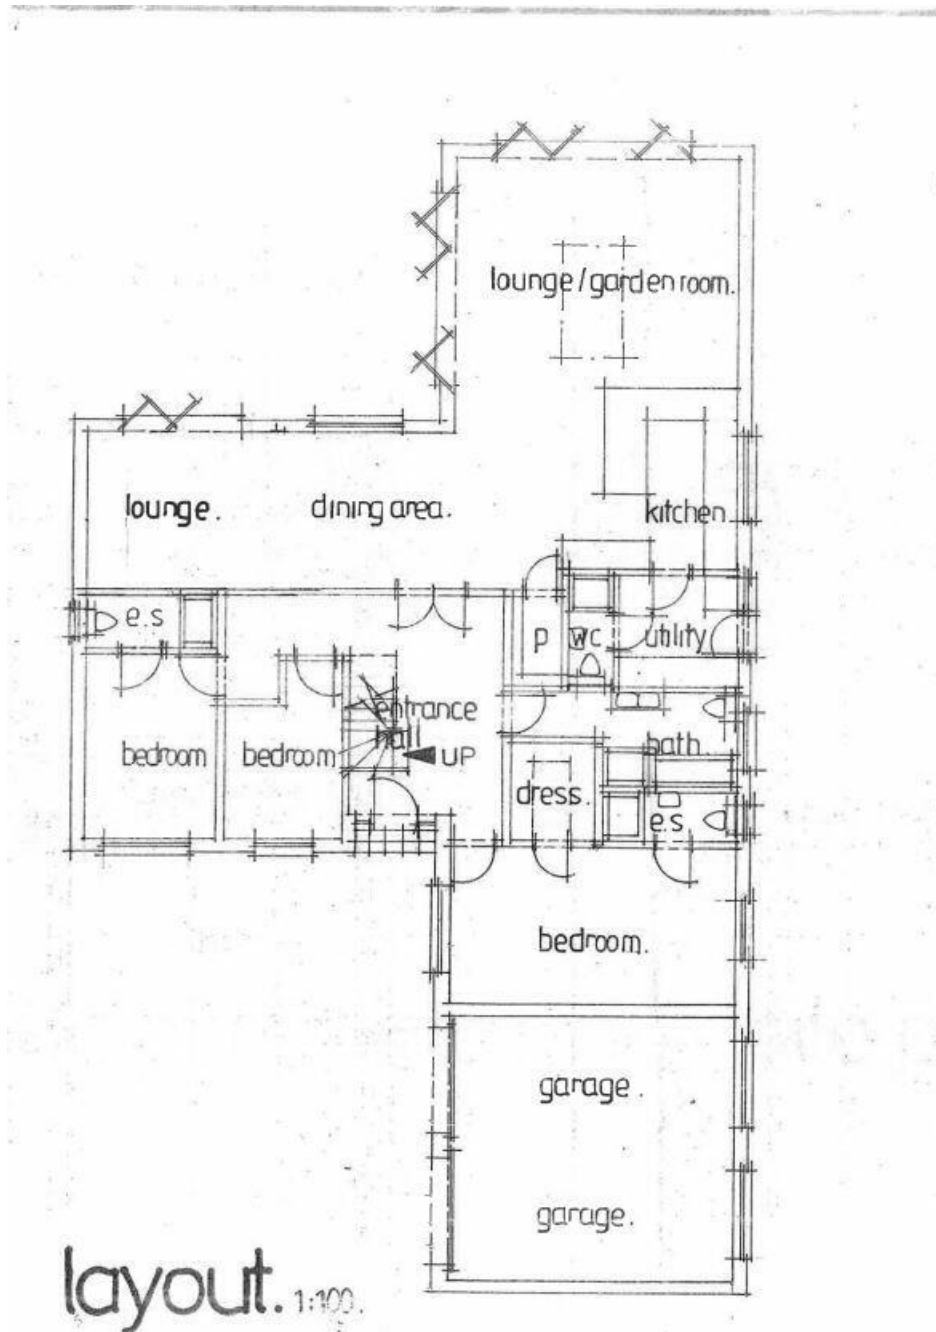 lounge/garden room.
lounge.
dining area.
kitchen.
e.s
p
wc
utility
entrance
hall
UP
bedroom
bedroom
bath.
dress.
e.s
bedroom.
garage.
garage.
layout. 1:100.